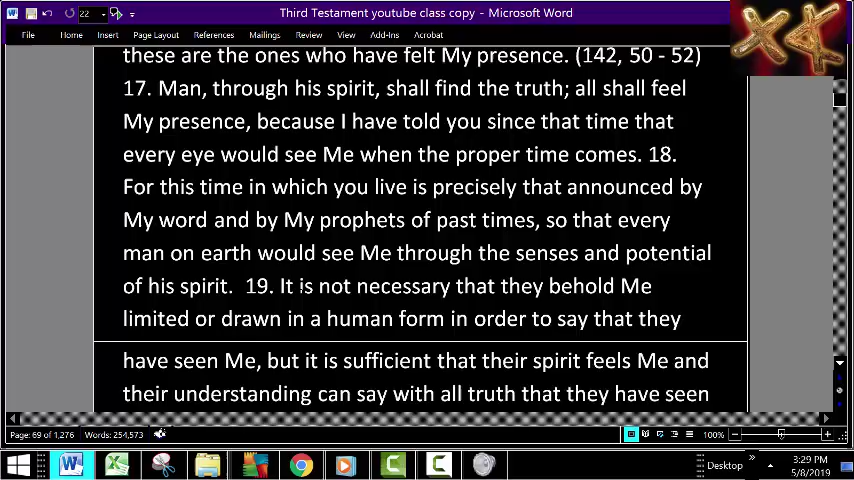 22
Third Testament youtube class copy - Microsoft Word
File Home Insert Page Layout References Mailings Review View Add-Ins Acrobat
these are the ones who have felt My presence. (142, 50 - 52)
17. Man, through his spirit, shall find the truth; all shall feel
My presence, because I have told you since that time that
every eye would see Me when the proper time comes. 18.
For this time in which you live is precisely that announced by
My word and by My prophets of past times, so that every
man on earth would see Me through the senses and potential
of his spirit.  19. It is not necessary that they behold Me
limited or drawn in a human form in order to say that they
have seen Me, but it is sufficient that their spirit feels Me and
their understanding can say with all truth that they have seen
Page: 69 of 1,276 Words: 254,573 100%
Desktop
3:29 PM
5/8/2019